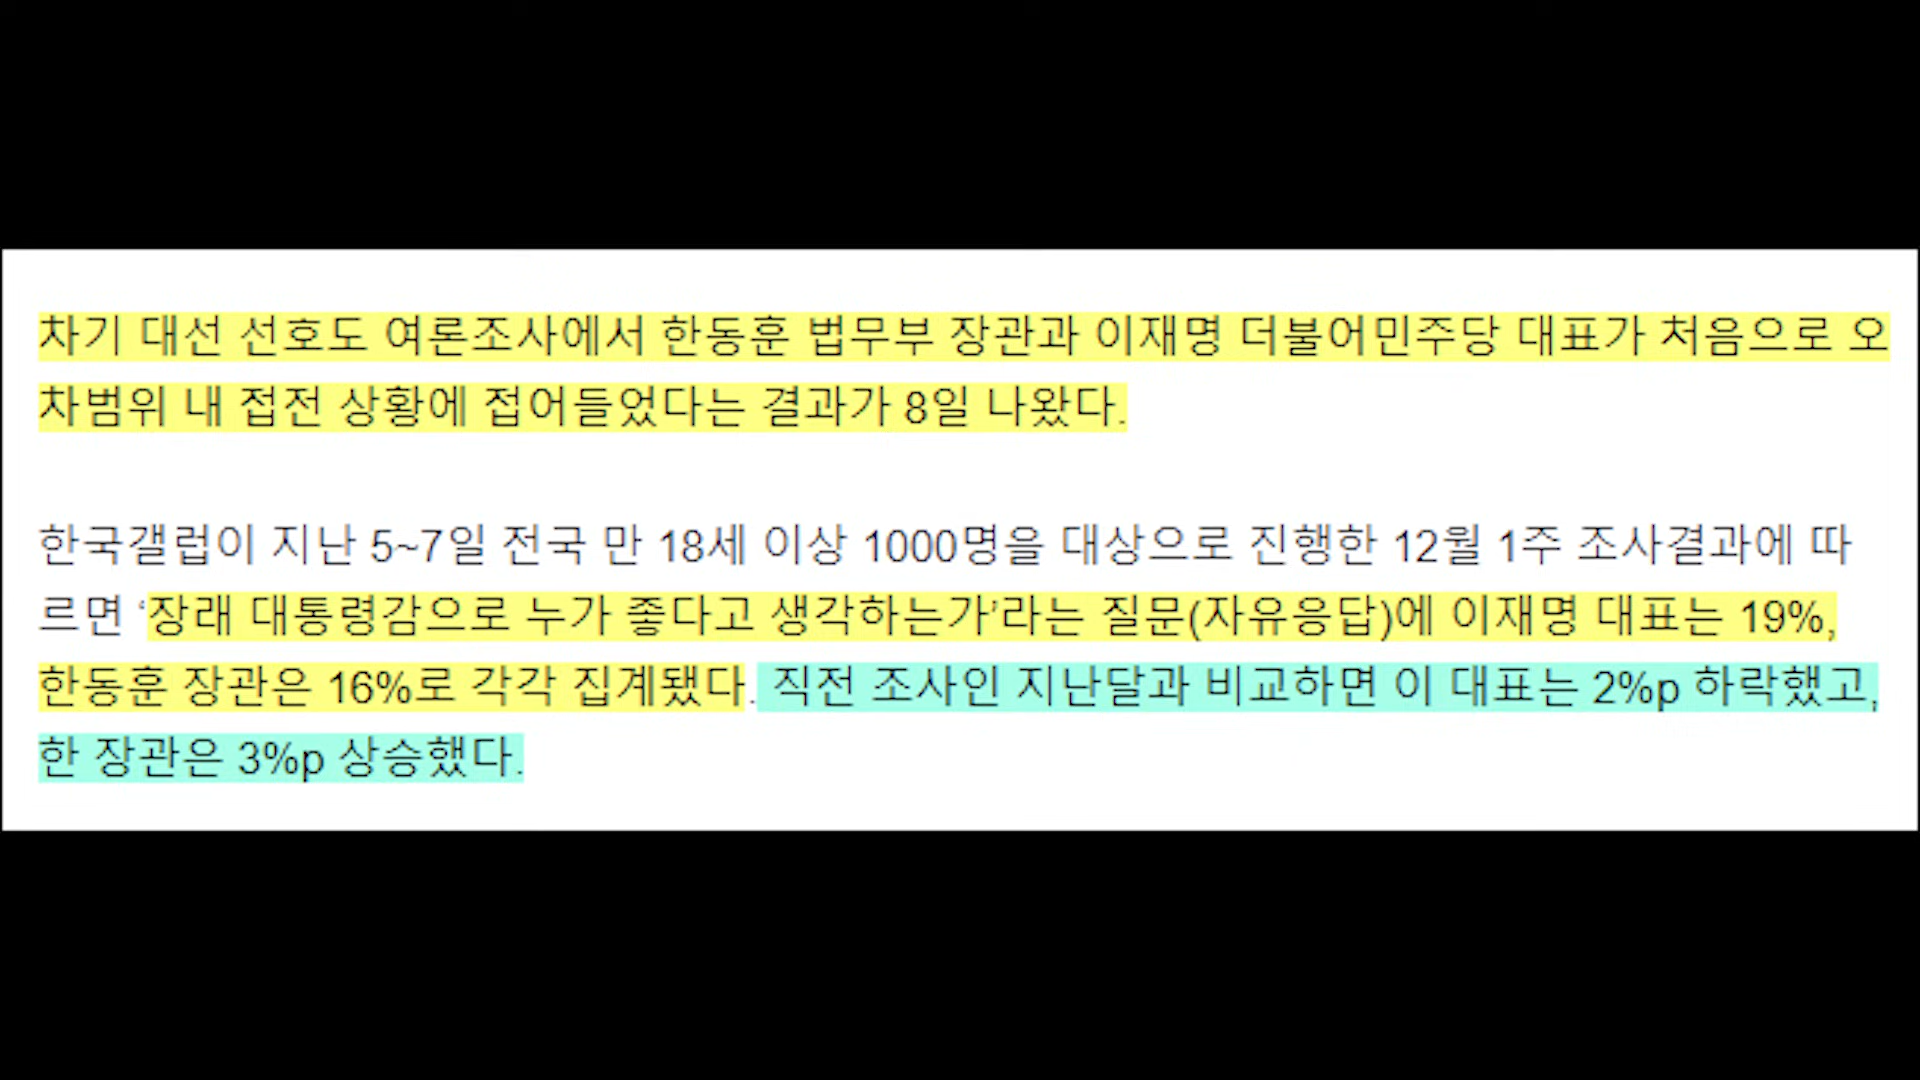 차기 대선 선호도 여론조사에서 한동훈 법무부 장관과 이재명 더불어민주당 대표가 처음으로 오
차범위 내 접전 상황에 접어들었다는 결과가 8일 나왔다.
한국갤럽이 지난 5~7일 전국 만 18세 이상 1000명을 대상으로 진행한 12월 1주 조사결과에 따
르면 ‘장래 대통령감으로 누가 좋다고 생각하는가’라는 질문(자유응답)에 이재명 대표는 19%,
한동훈 장관은 16%로 각각 집계됐다. 직전 조사인 지난달과 비교하면 이 대표는 2%p 하락했고,
한 장관은 3%p 상승했다.